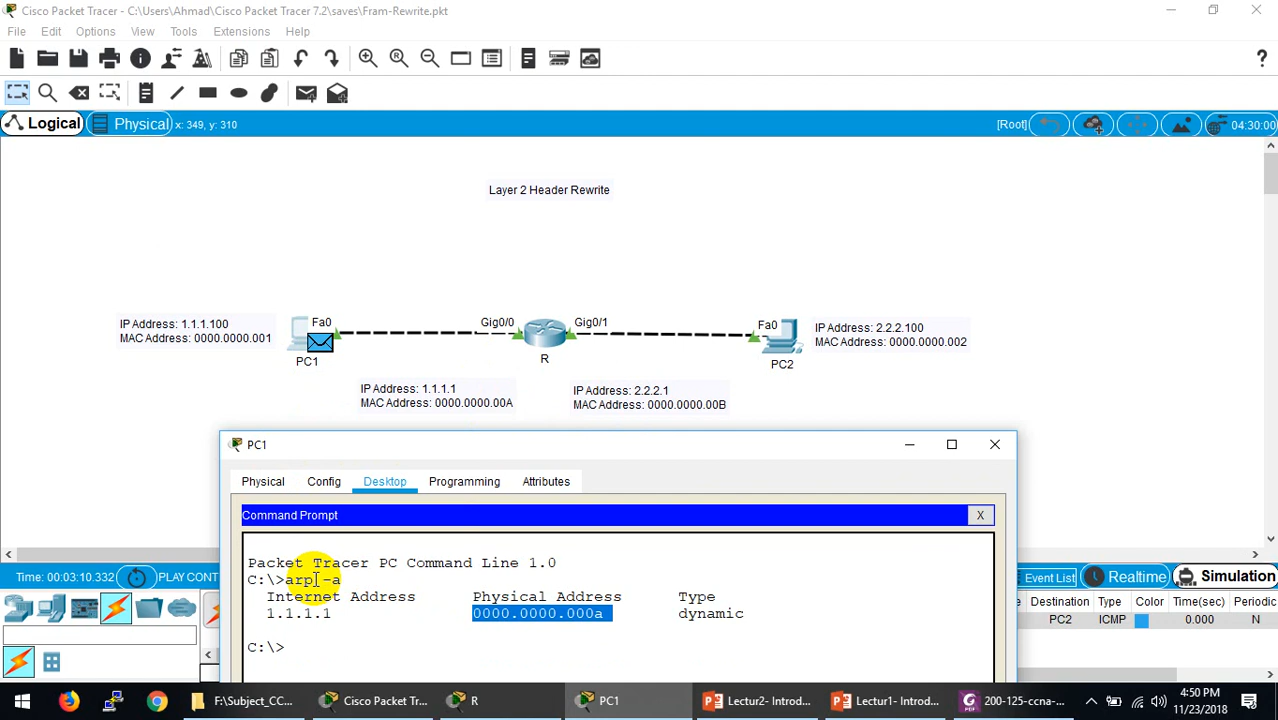 Cisco Packet Tracer - C:\Users\Ahmad\Cisco Packet Tracer 7.2\saves\Fram-Rewrite.pkt
File Edit Options View Tools Extensions Help
Logical Physical x: 349, y: 310 [Root] 04:30:00
Layer 2 Header Rewrite
IP Address: 1.1.1.100
MAC Address: 0000.0000.001
Fa0
PC1
Gig0/0
Gig0/1
R
Fa0
PC2
IP Address: 2.2.2.100
MAC Address: 0000.0000.002
IP Address: 1.1.1.1
MAC Address: 0000.0000.00A
IP Address: 2.2.2.1
MAC Address: 0000.0000.00B
PC1
Physical Config Desktop Programming Attributes
Command Prompt X
Packet Tracer PC Command Line 1.0
C:\>arp -a
Internet Address Physical Address Type
1.1.1.1 0000.0000.000a dynamic
C:\>
Time: 00:03:10.332 PLAY CONT
Event List Realtime Simulation
Destination Type Color Time(sec) Periodic
PC2 ICMP 0.000 N
F:\Subject_CC... Cisco Packet Tr... R PC1 Lectur2- Introd... Lectur1- Introd... 200-125-ccna-...
4:50 PM
11/23/2018